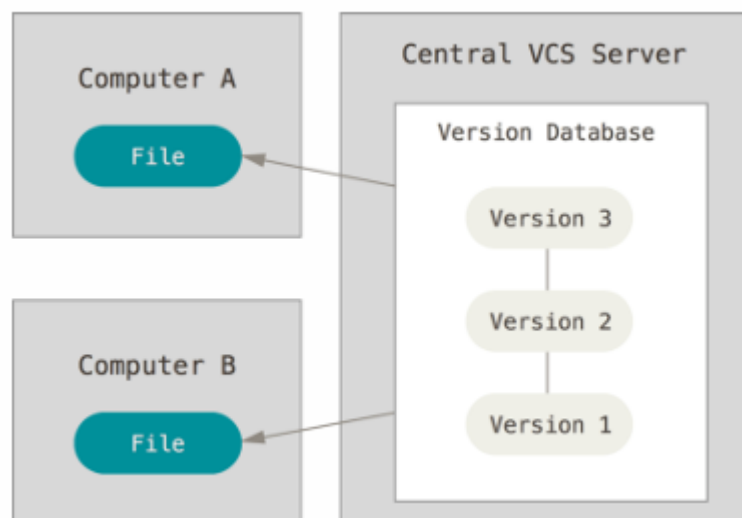 Computer A
File
Computer B
File
Central VCS Server
Version Database
Version 3
Version 2
Version 1